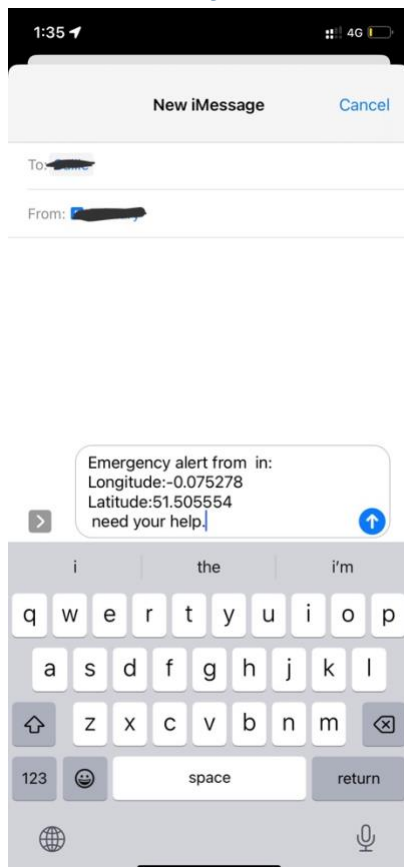 1:35
4G
New iMessage
Cancel
To:
From:
Emergency alert from in:
Longitude:-0.075278
Latitude:51.505554
need your help.
i the i'm
q w e r t y u i o p
a s d f g h j k l
z x c v b n m
123 space return